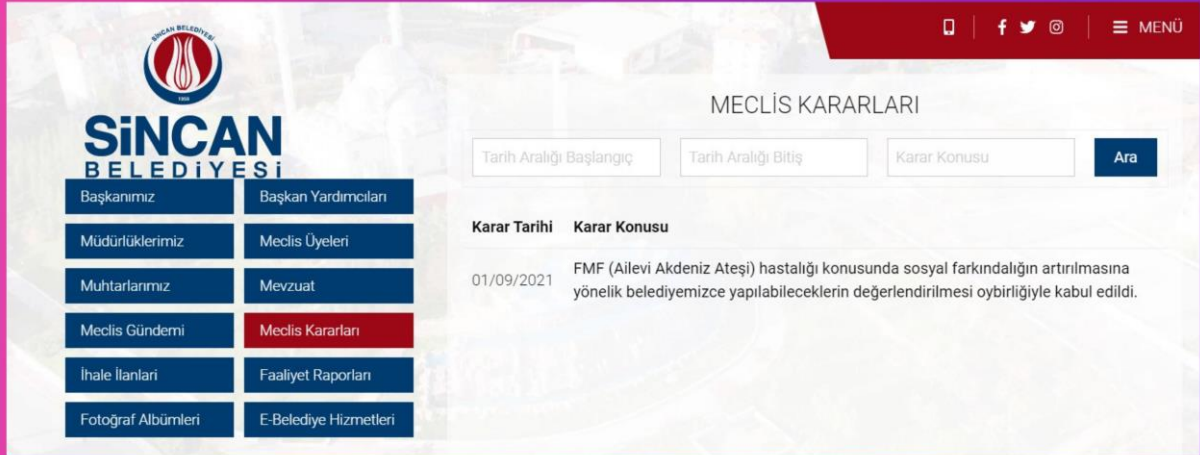 SİNCAN BELEDİYESİ
1956
SİNCAN
BELEDİYESİ
MENÜ
Başkanımız
Başkan Yardımcıları
Müdürlüklerimiz
Meclis Üyeleri
Muhtarlarımız
Mevzuat
Meclis Gündemi
Meclis Kararları
İhale İlanlari
Faaliyet Raporları
Fotoğraf Albümleri
E-Belediye Hizmetleri
MECLİS KARARLARI
Tarih Aralığı Başlangıç
Tarih Aralığı Bitiş
Karar Konusu
Ara
Karar Tarihi Karar Konusu
01/09/2021
FMF (Ailevi Akdeniz Ateşi) hastalığı konusunda sosyal farkındalığın artırılmasına
yönelik belediyemizce yapılabileceklerin değerlendirilmesi oybirliğiyle kabul edildi.